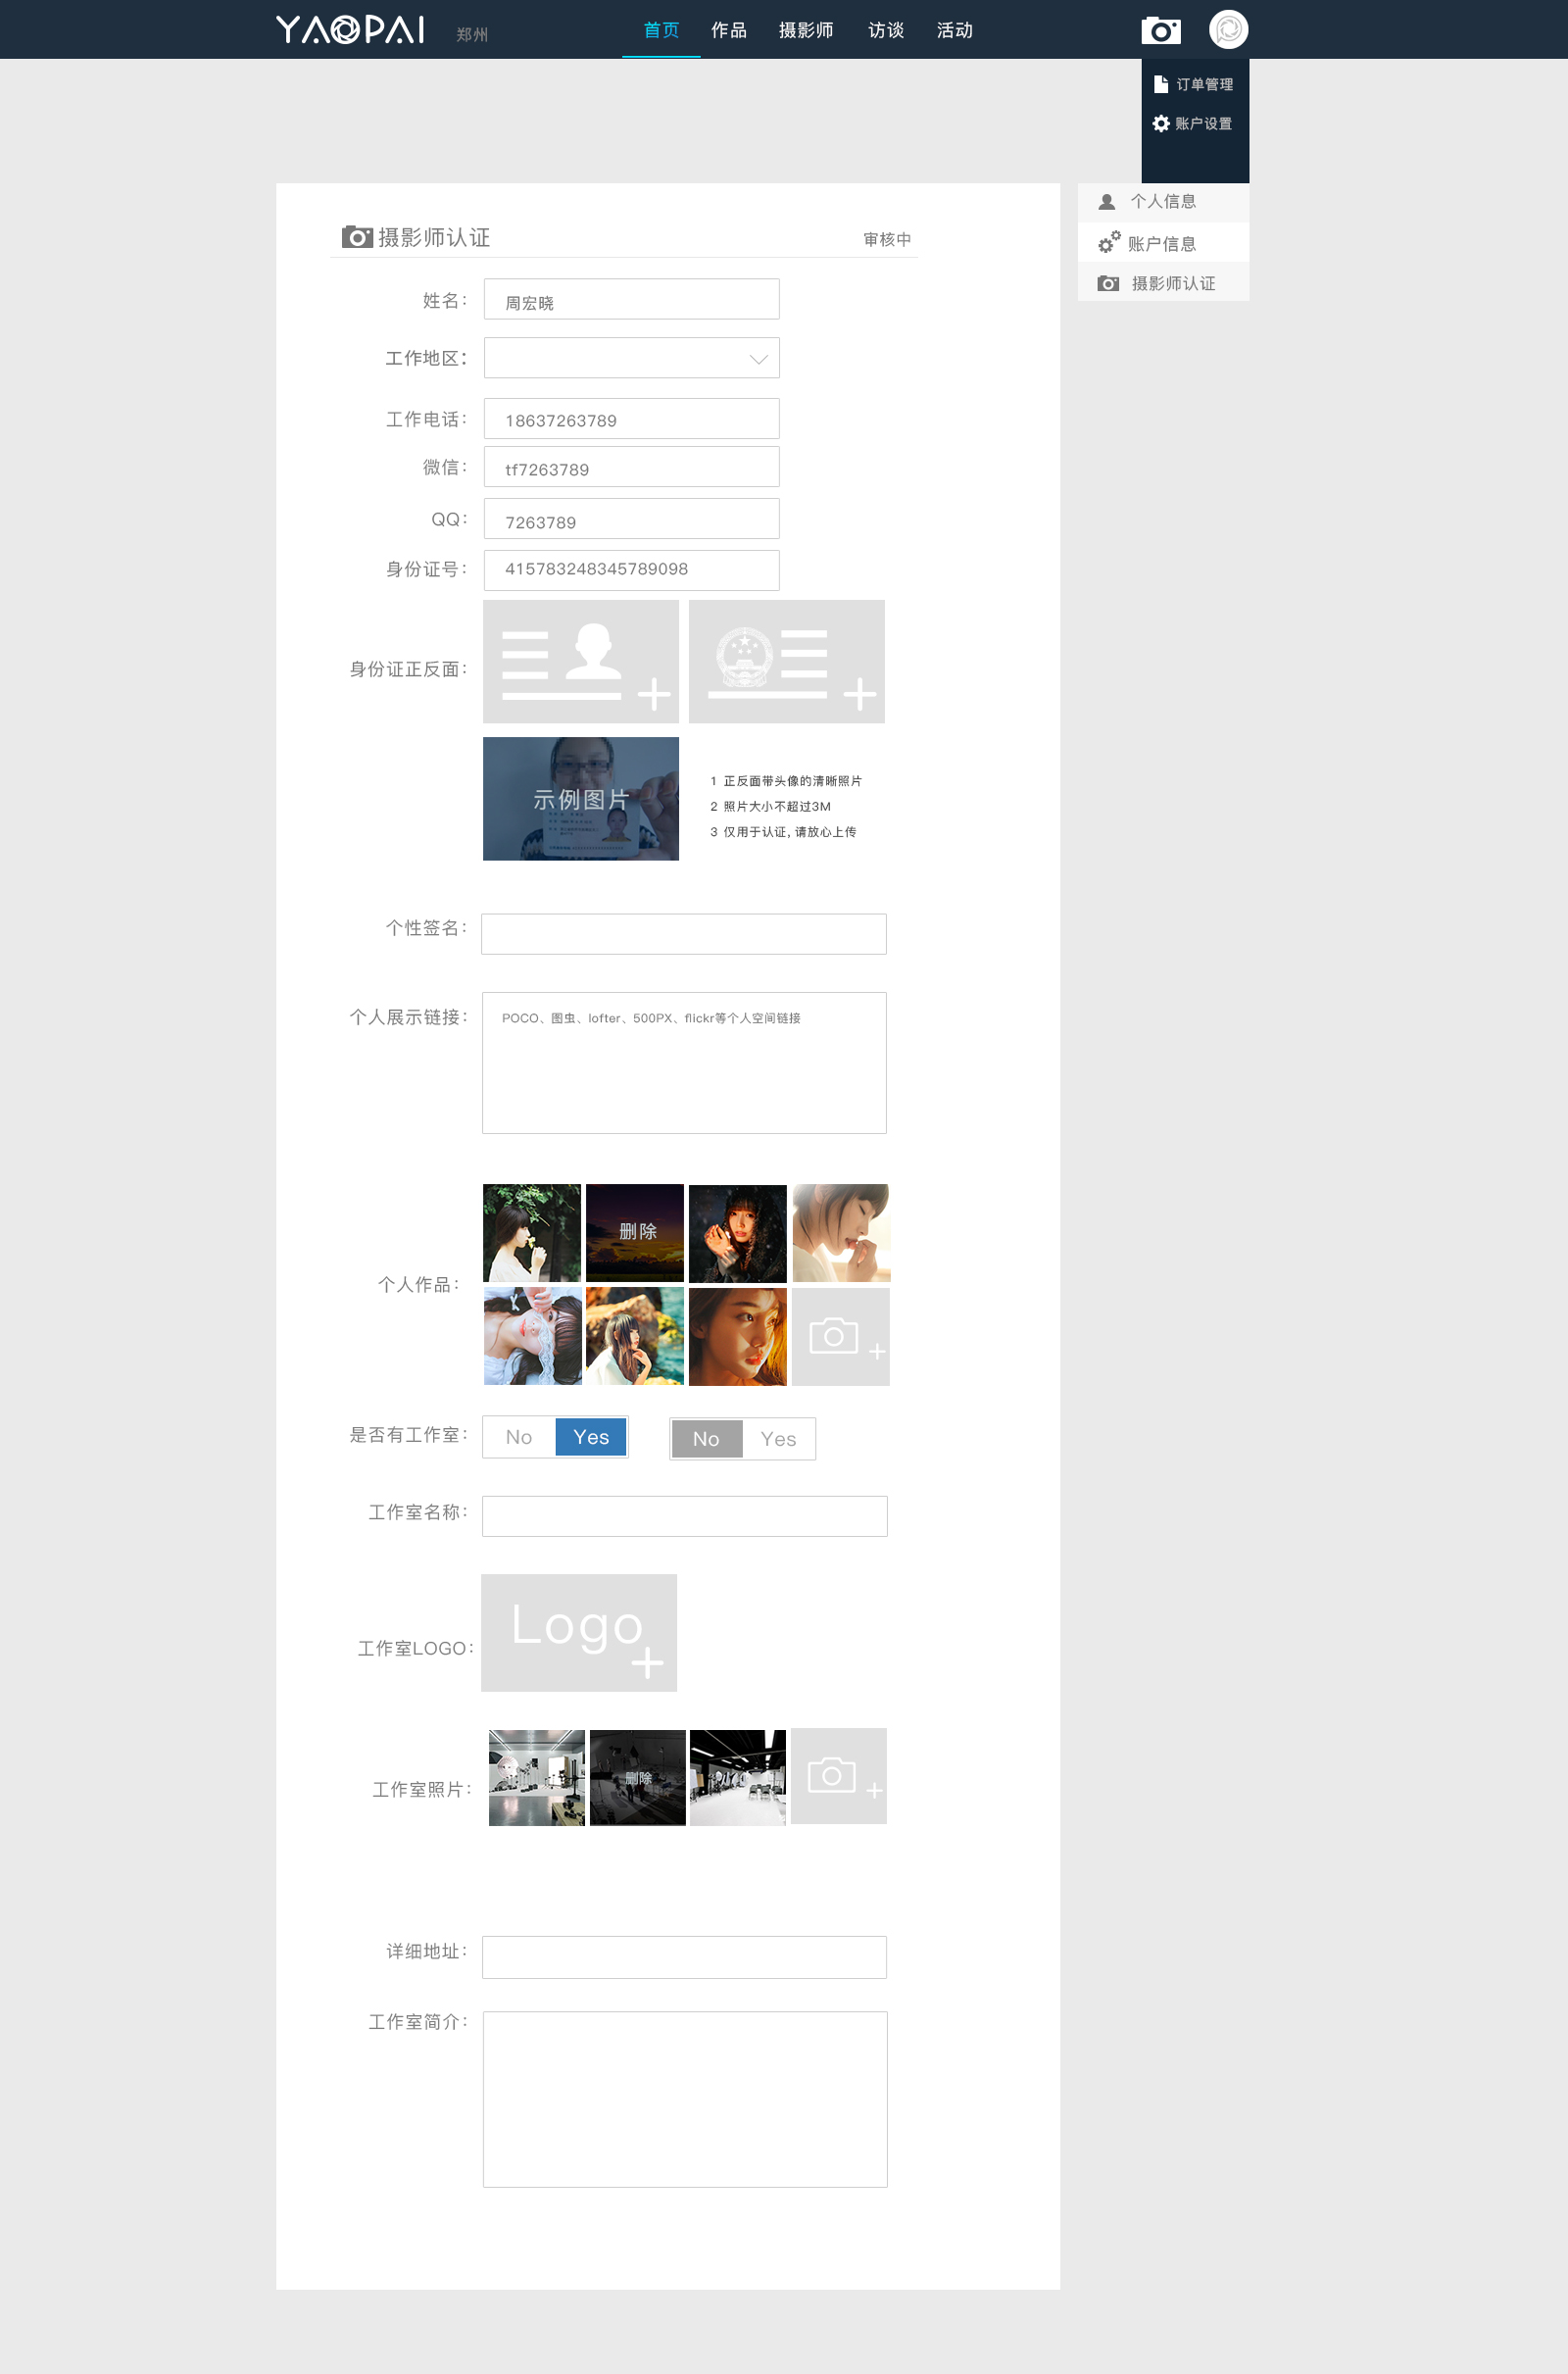 YAOPAI 郑州 首页 作品 摄影师 访谈 活动
订单管理
账户设置
个人信息
账户信息
摄影师认证
摄影师认证 审核中
姓名： 周宏晓
工作地区：
工作电话： 18637263789
微信： tf7263789
QQ： 7263789
身份证号： 415783248345789098
身份证正反面：
示例图片
1 正反面带头像的清晰照片
2 照片大小不超过3M
3 仅用于认证, 请放心上传
个性签名：
个人展示链接： POCO、图虫、lofter、500PX、flickr等个人空间链接
删除
个人作品：
是否有工作室： No Yes No Yes
工作室名称：
Logo
工作室LOGO：
删除
工作室照片：
详细地址：
工作室简介：